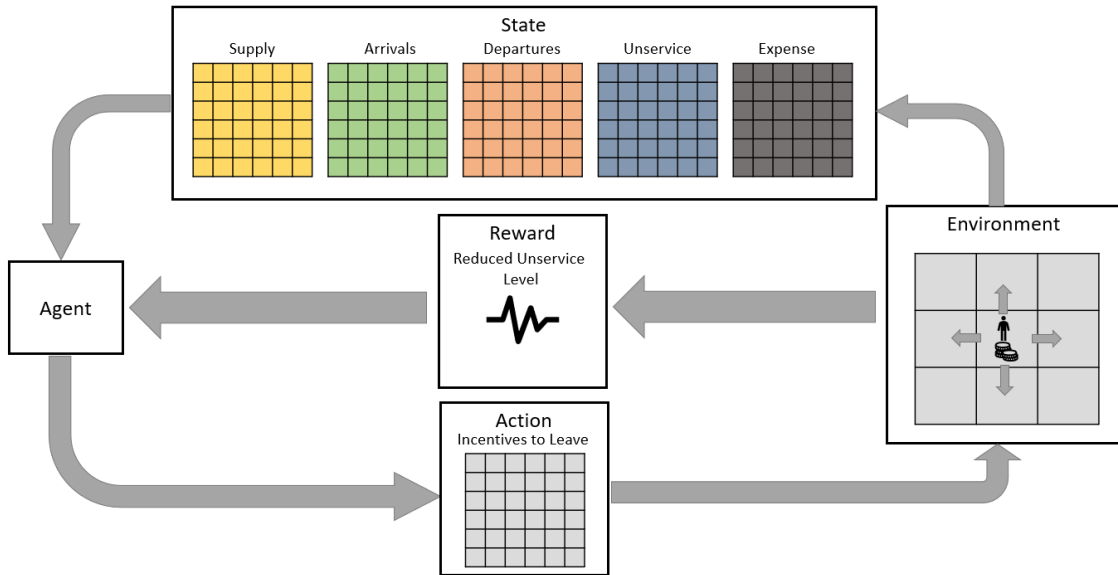 State
Supply
Arrivals
Departures
Unservice
Expense
Reward
Reduced Unservice
Level
Environment
Agent
Action
Incentives to Leave